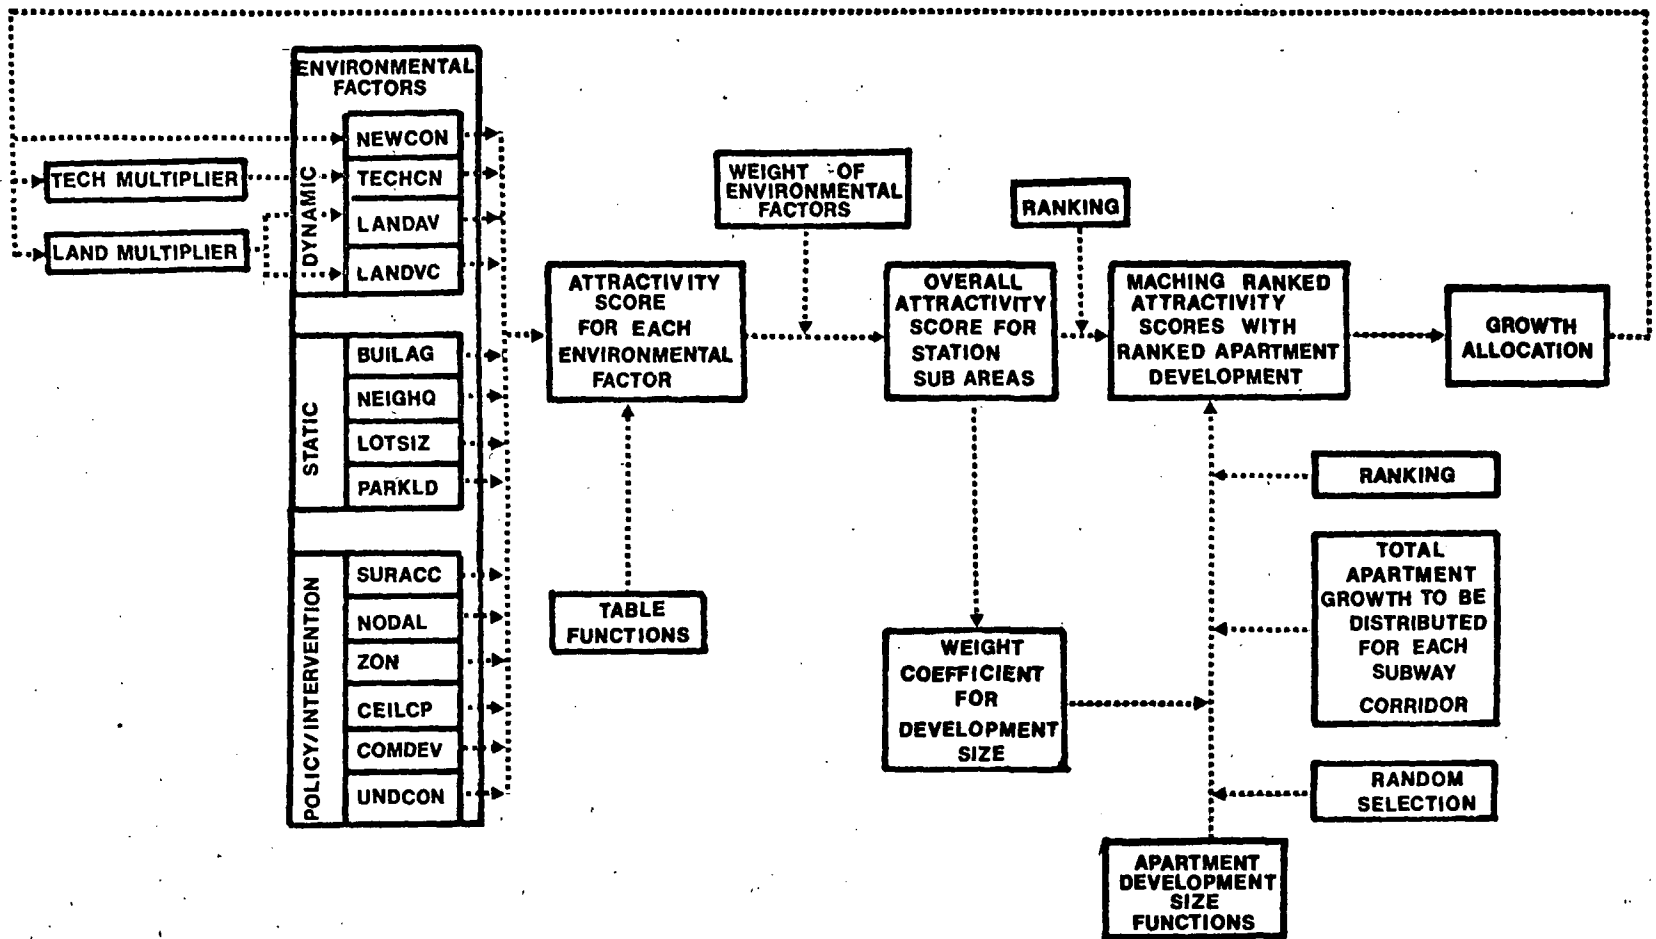 ENVIRONMENTAL
FACTORS
DYNAMIC
NEWCON
TECHCN
LANDAV
LANDVC
TECH MULTIPLIER
LAND MULTIPLIER
STATIC
BUILAG
NEIGHQ
LOTSIZ
PARKLD
POLICY/INTERVENTION
SURACC
NODAL
ZON
CEILCP
COMDEV
UNDCON
ATTRACTIVITY
SCORE
FOR EACH
ENVIRONMENTAL
FACTOR
TABLE
FUNCTIONS
WEIGHT OF
ENVIRONMENTAL
FACTORS
OVERALL
ATTRACTIVITY
SCORE FOR
STATION
SUB AREAS
WEIGHT
COEFFICIENT
FOR
DEVELOPMENT
SIZE
RANKING
MACHING RANKED
ATTRACTIVITY
SCORES WITH
RANKED APARTMENT
DEVELOPMENT
GROWTH
ALLOCATION
RANKING
TOTAL
APARTMENT
GROWTH TO BE
DISTRIBUTED
FOR EACH
SUBWAY
CORRIDOR
RANDOM
SELECTION
APARTMENT
DEVELOPMENT
SIZE
FUNCTIONS